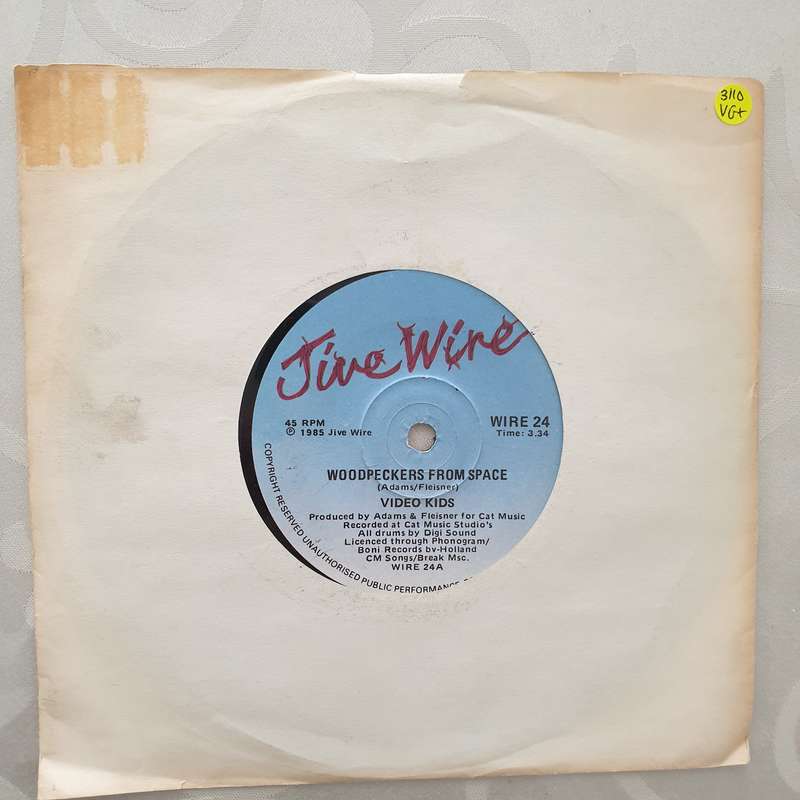 3110
VG+
Jive Wire
45 RPM
℗ 1985 Jive Wire
WIRE 24
Time: 3.34
WOODPECKERS FROM SPACE
(Adams/Fleisner)
VIDEO KIDS
Produced by Adams & Fleisner for Cat Music
Recorded at Cat Music Studio's
All drums by Digi Sound
Licenced through Phonogram/
Boni Records bv-Holland
CM Songs/Break Msc.
WIRE 24A
COPYRIGHT RESERVED UNAUTHORISED PUBLIC PERFORMANCE